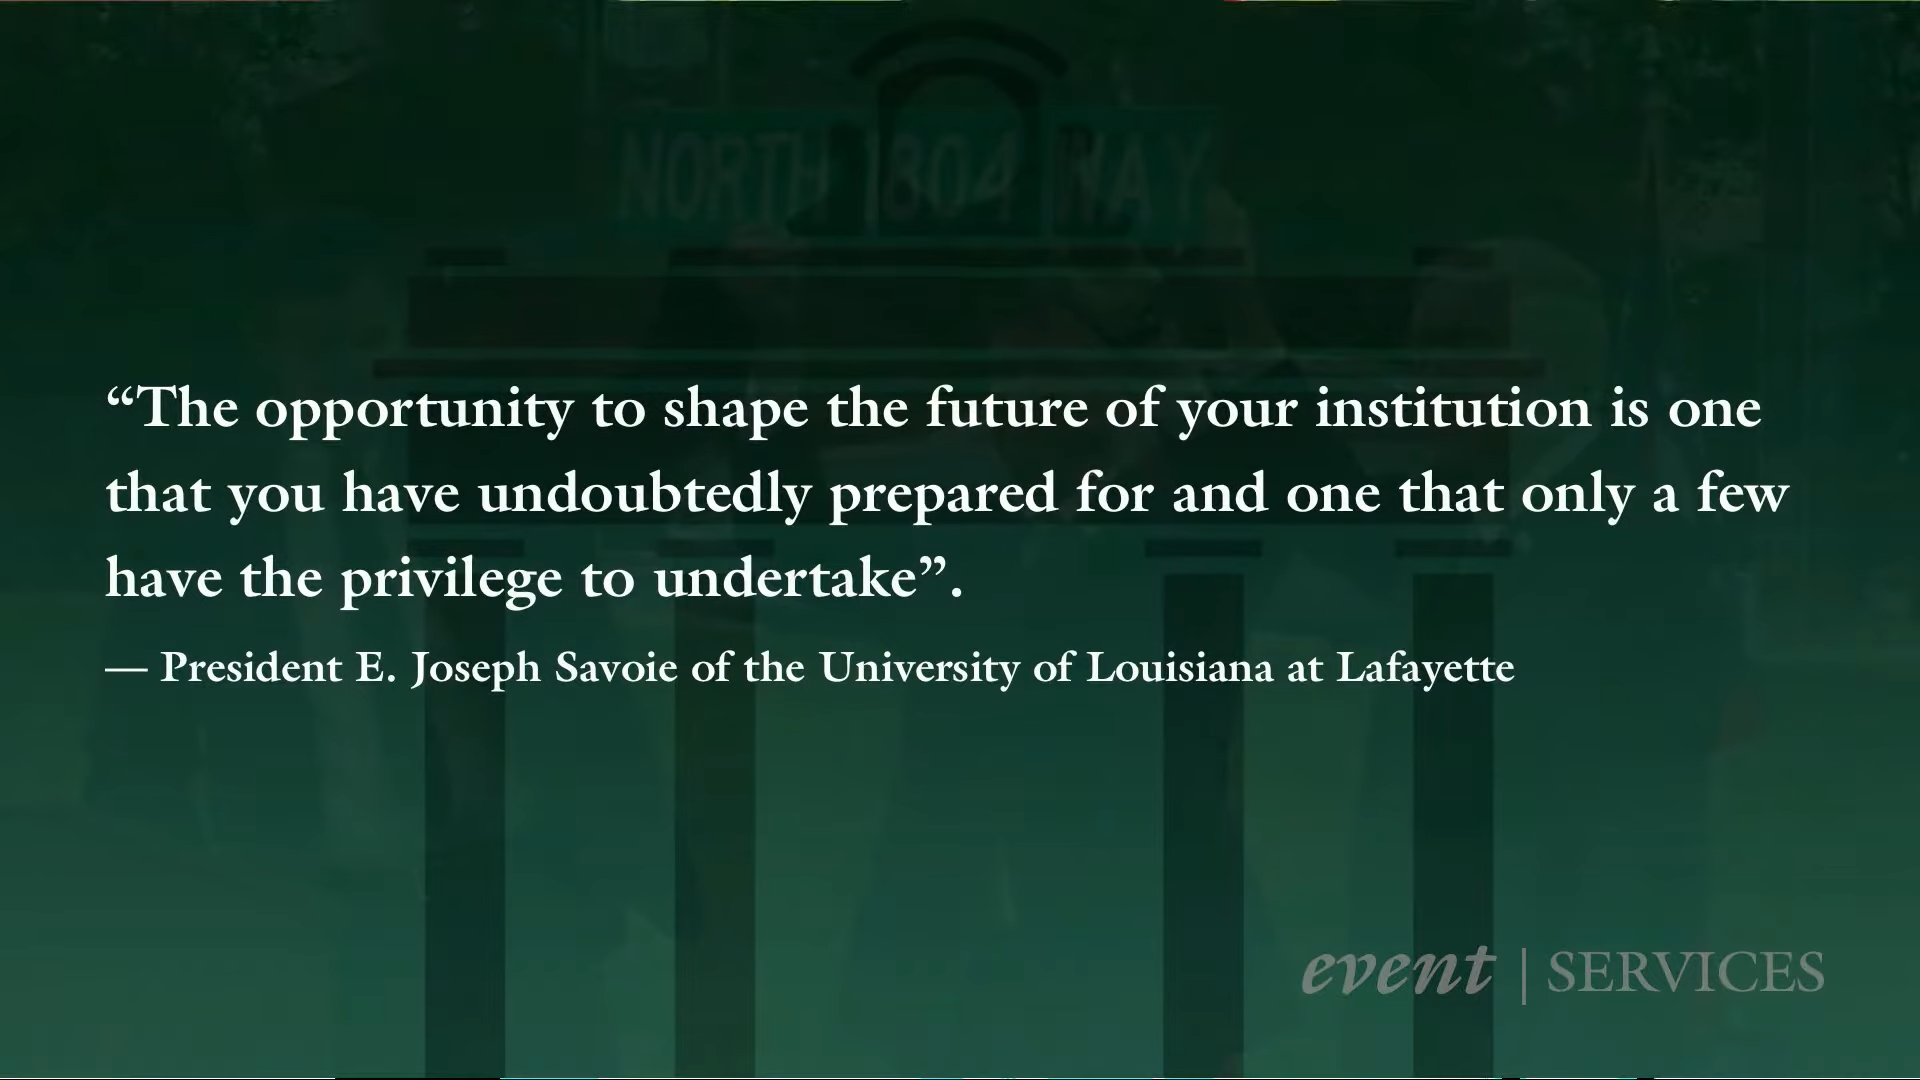 NORTH 1804 WAY
“The opportunity to shape the future of your institution is one
that you have undoubtedly prepared for and one that only a few
have the privilege to undertake”.
— President E. Joseph Savoie of the University of Louisiana at Lafayette
event | SERVICES